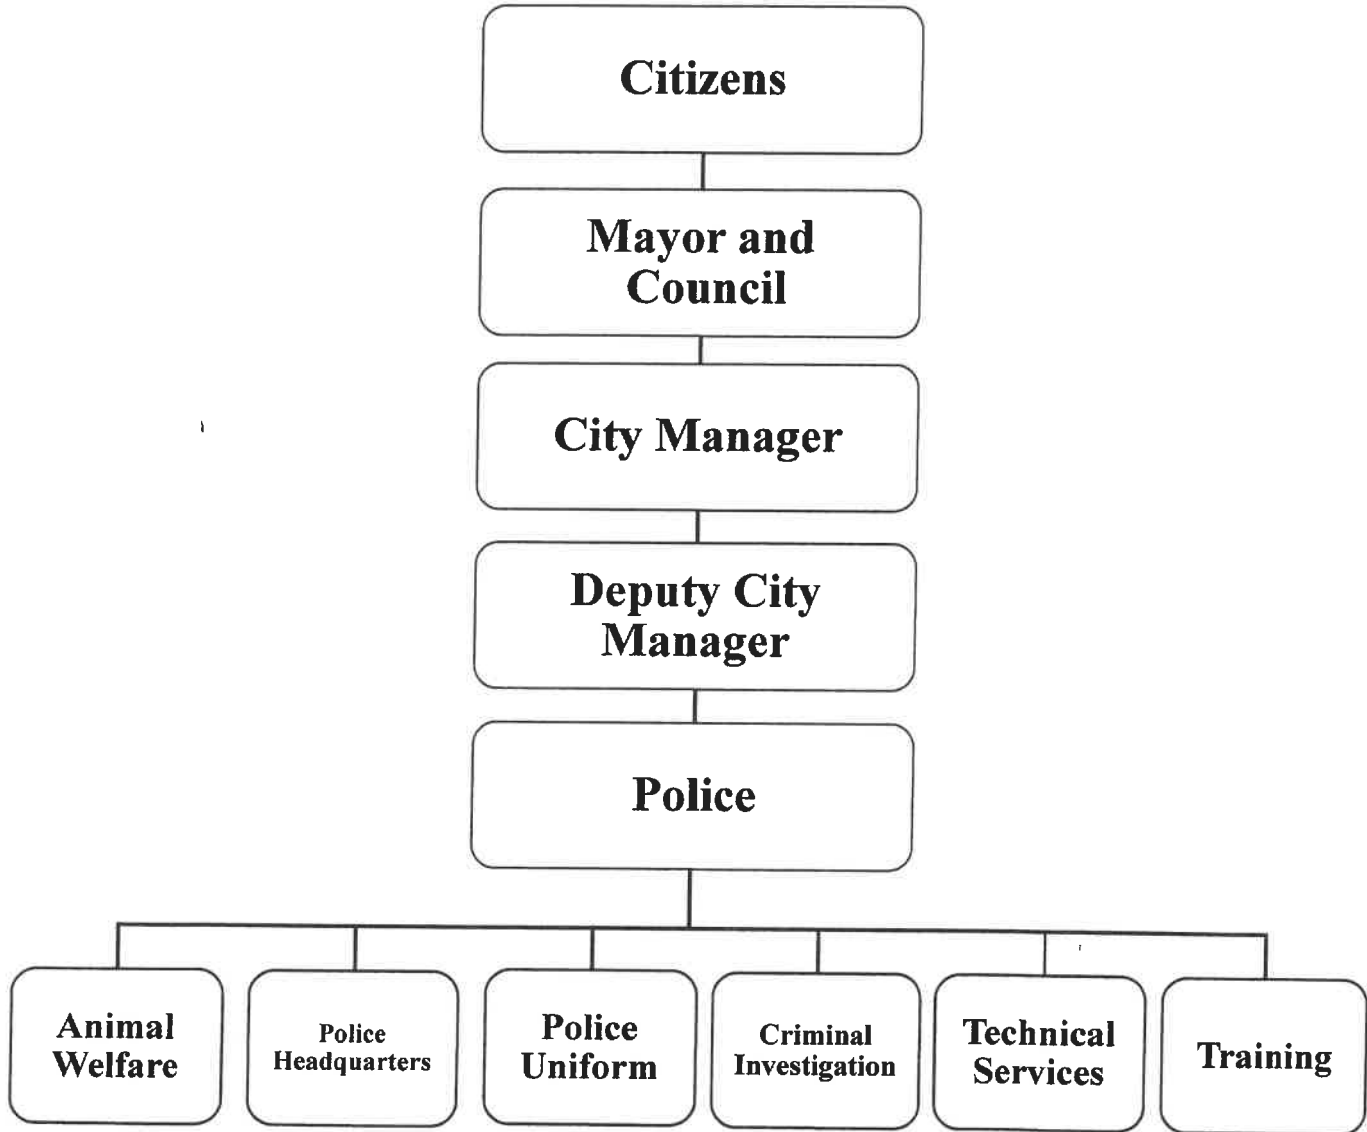 Citizens
Mayor and
Council
City Manager
Deputy City
Manager
Police
Animal
Welfare
Police
Headquarters
Police
Uniform
Criminal
Investigation
Technical
Services
Training